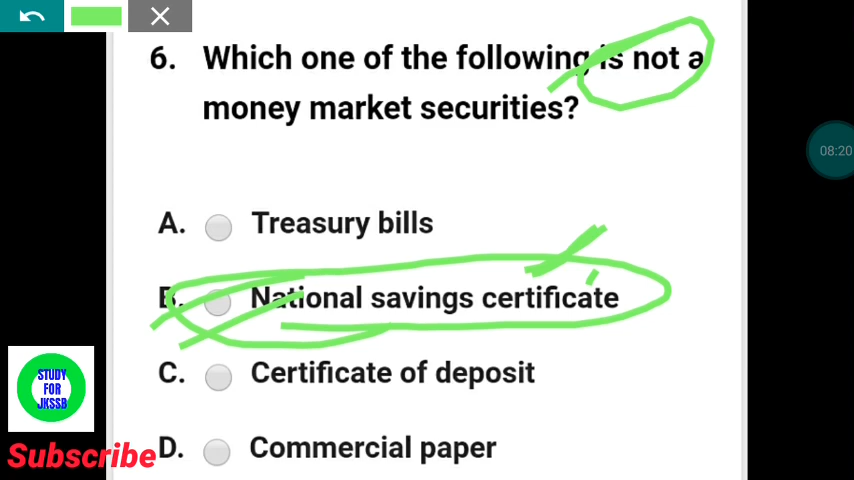 6. Which one of the following is not a
money market securities?
08:20
A. Treasury bills
B. National savings certificate
C. Certificate of deposit
STUDY
FOR
JKSSB
D. Commercial paper
Subscribe